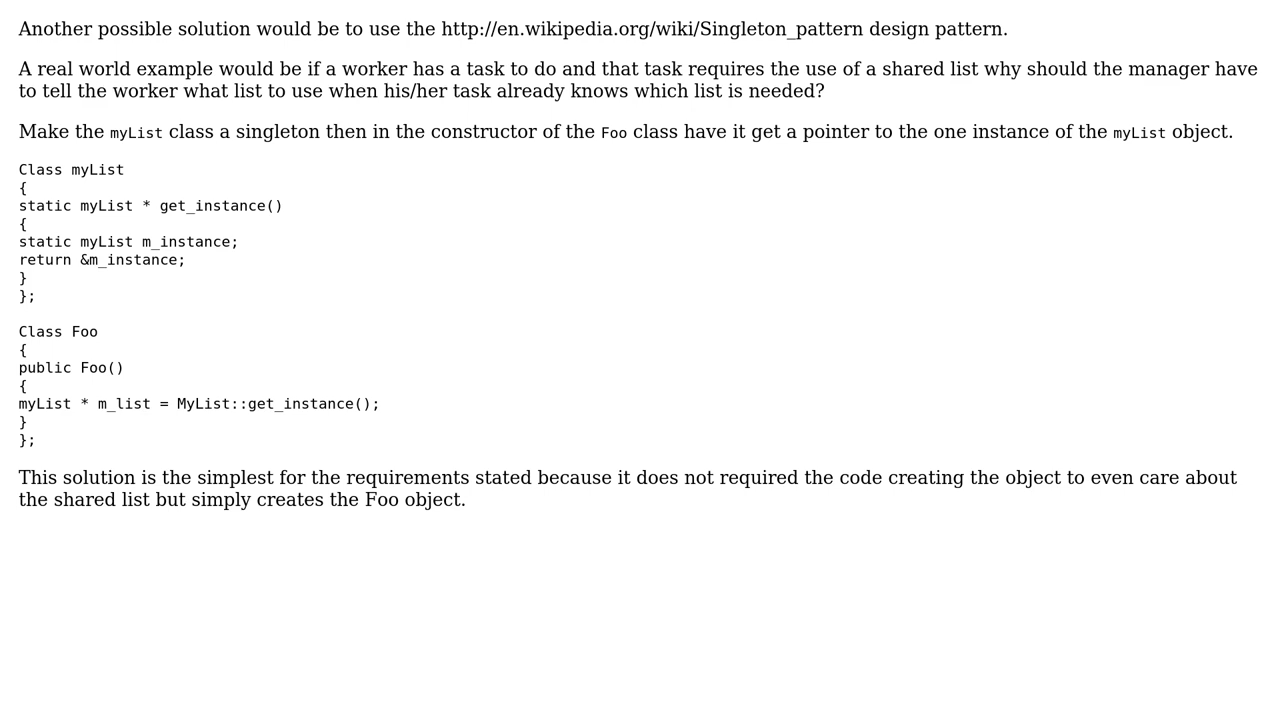 Another possible solution would be to use the http://en.wikipedia.org/wiki/Singleton_pattern design pattern.
A real world example would be if a worker has a task to do and that task requires the use of a shared list why should the manager have
to tell the worker what list to use when his/her task already knows which list is needed?
Make the myList class a singleton then in the constructor of the Foo class have it get a pointer to the one instance of the myList object.
Class myList
{
static myList * get_instance()
{
static myList m_instance;
return &m_instance;
}
};
Class Foo
{
public Foo()
{
myList * m_list = MyList::get_instance();
}
};
This solution is the simplest for the requirements stated because it does not required the code creating the object to even care about
the shared list but simply creates the Foo object.